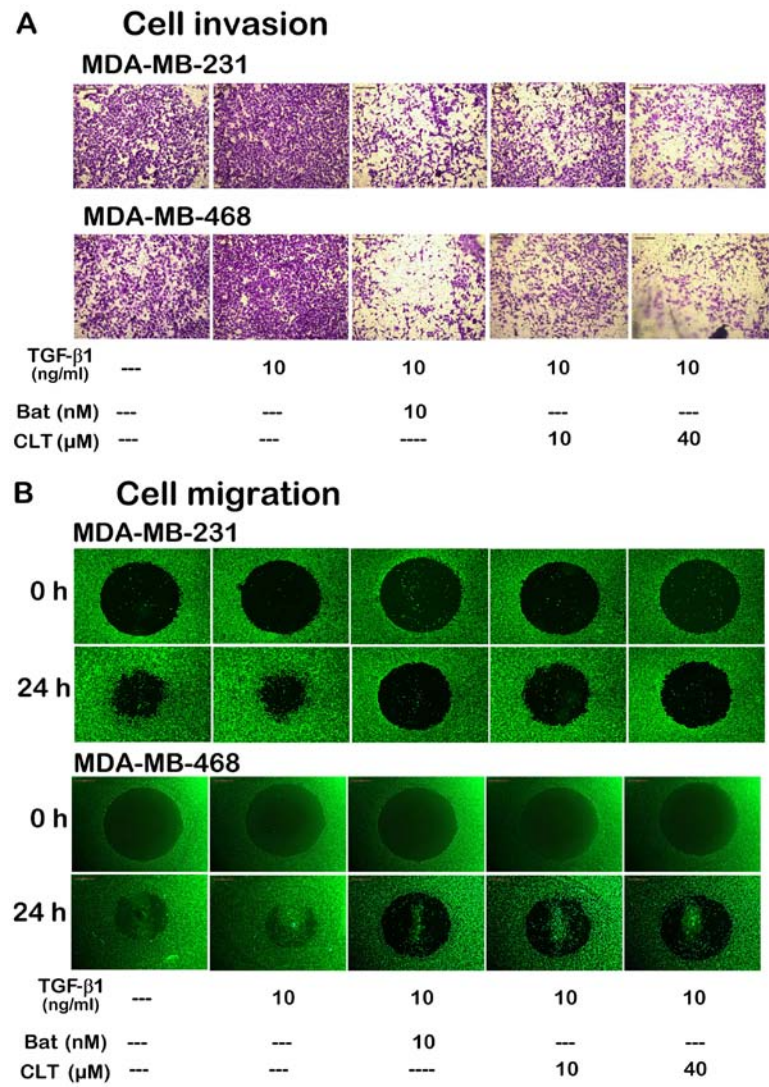 A Cell invasion
MDA-MB-231
MDA-MB-468
TGF-β1 (ng/ml) --- 10 10 10 10
Bat (nM) --- --- 10 --- ---
CLT (µM) --- --- ---- 10 40
B Cell migration
MDA-MB-231
0 h
24 h
MDA-MB-468
0 h
24 h
TGF-β1 (ng/ml) --- 10 10 10 10
Bat (nM) --- --- 10 --- ---
CLT (µM) --- --- ---- 10 40